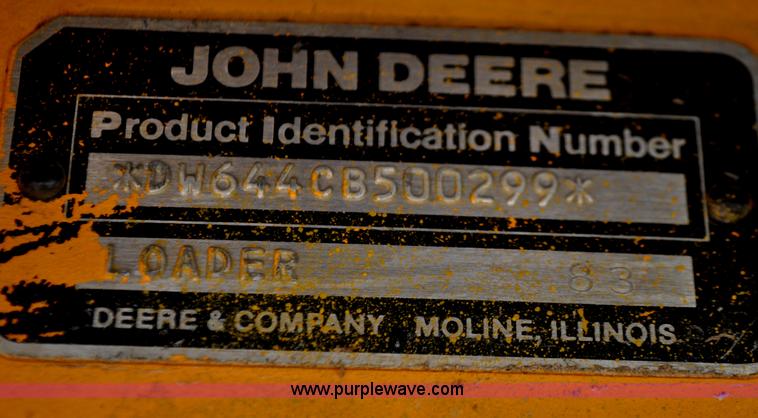 JOHN DEERE
Product Identification Number
*DW644CB500299*
LOADER 83
DEERE & COMPANY MOLINE, ILLINOIS
www.purplewave.com